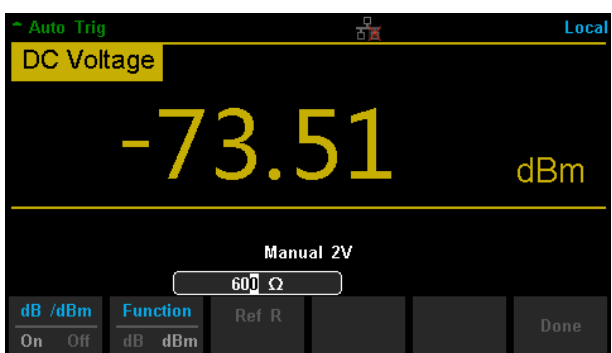 Auto Trig Local
DC Voltage
-73.51 dBm
Manual 2V
600 Ω
dB /dBm Function Ref R Done
On Off dB dBm